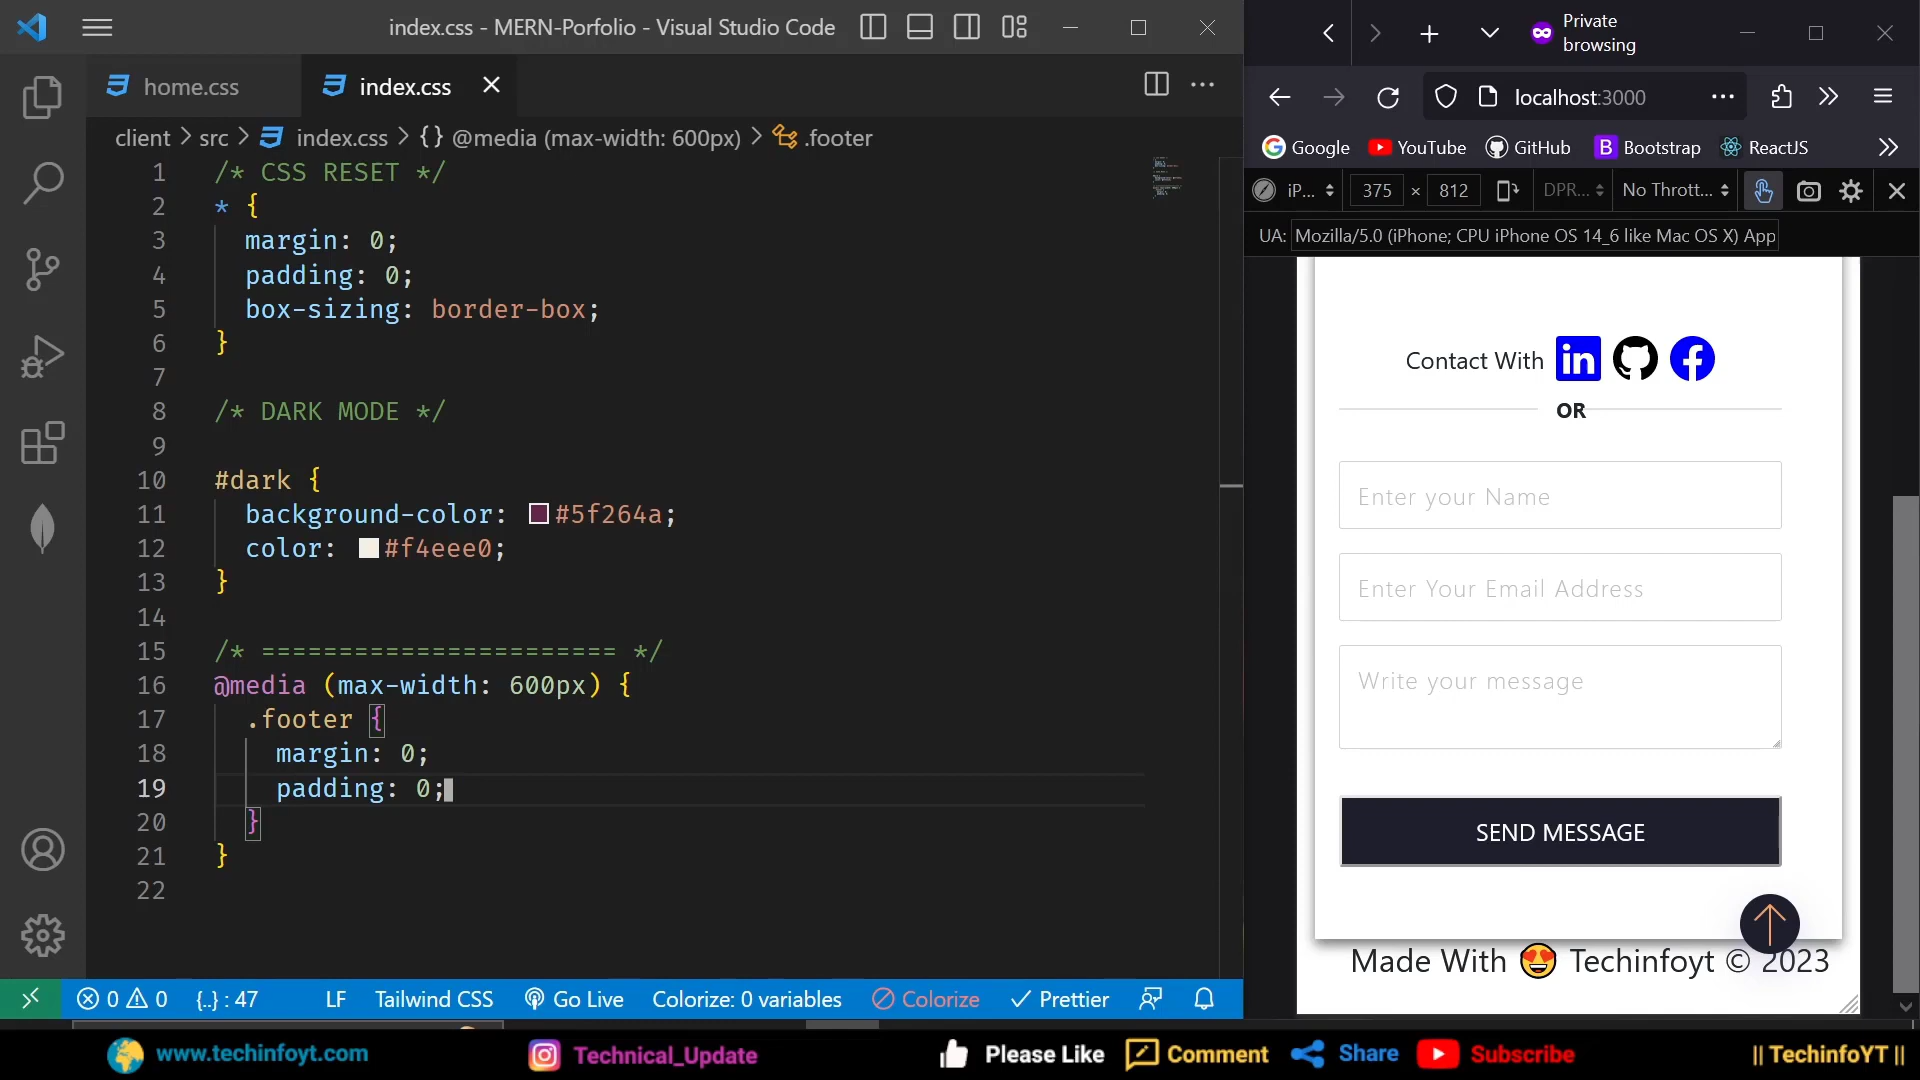 index.css - MERN-Porfolio - Visual Studio Code
home.css
index.css
client > src > index.css > {} @media (max-width: 600px) > .footer
1 /* CSS RESET */
2 * {
3 margin: 0;
4 padding: 0;
5 box-sizing: border-box;
6 }
7
8 /* DARK MODE */
9
10 #dark {
11 background-color: #5f264a;
12 color: #f4eee0;
13 }
14
15 /* ======================= */
16 @media (max-width: 600px) {
17 .footer {
18 margin: 0;
19 padding: 0;
20 }
21 }
22
0 0 {..} : 47 LF Tailwind CSS Go Live Colorize: 0 variables Colorize Prettier
Private browsing
localhost:3000
Google YouTube GitHub Bootstrap ReactJS
iP... 375 × 812 DPR... No Thrott...
UA: Mozilla/5.0 (iPhone; CPU iPhone OS 14_6 like Mac OS X) App
Contact With
OR
Enter your Name
Enter Your Email Address
Write your message
SEND MESSAGE
Made With 😍 Techinfoyt © 2023
www.techinfoyt.com Technical_Update Please Like Comment Share Subscribe || TechinfoYT ||